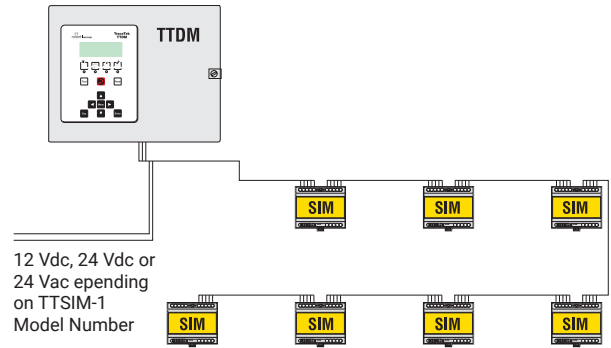 TraceTek
TTDM
TTDM
SIM
SIM
SIM
12 Vdc, 24 Vdc or
24 Vac epending
on TTSIM-1
Model Number
SIM
SIM
SIM
SIM